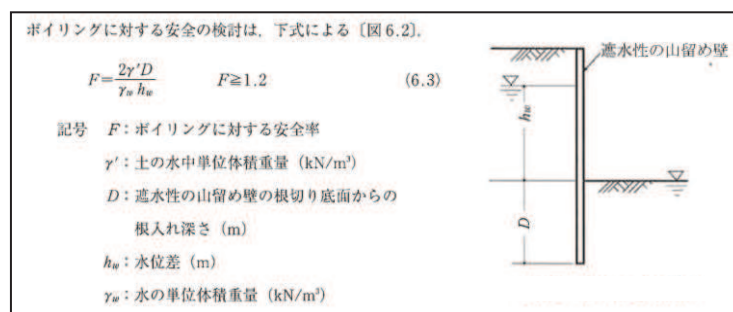 ボイリングに対する安全の検討は，下式による〔図6.2〕．
F=2γ′D/γw hw　F≧1.2　(6.3)
記号　F：ボイリングに対する安全率
γ′：土の水中単位体積重量（kN/m³）
D：遮水性の山留め壁の根切り底面からの
根入れ深さ（m）
hw：水位差（m）
γw：水の単位体積重量（kN/m³）
遮水性の山留め壁
hw
D